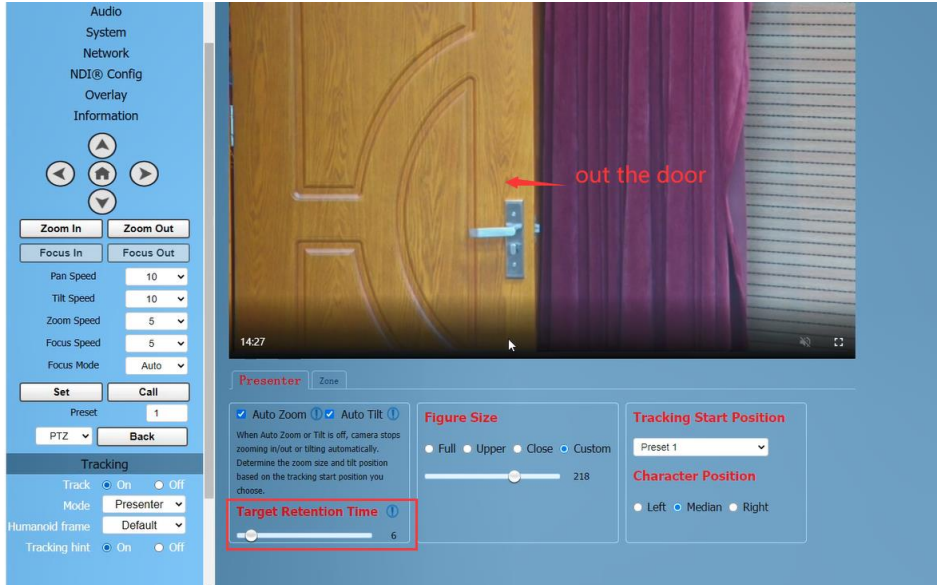 Audio
System
Network
NDI® Config
Overlay
Information
Zoom In Zoom Out
Focus In Focus Out
Pan Speed 10
Tilt Speed 10
Zoom Speed 5
Focus Speed 5
Focus Mode Auto
Set Call
Preset 1
PTZ Back
Tracking
Track On Off
Mode Presenter
Humanoid frame Default
Tracking hint On Off
out the door
14:27
Presenter Zone
Auto Zoom Auto Tilt
When Auto Zoom or Tilt is off, camera stops
zooming in/out or tilting automatically.
Determine the zoom size and tilt position
based on the tracking start position you
choose.
Target Retention Time
6
Figure Size
Full Upper Close Custom
218
Tracking Start Position
Preset 1
Character Position
Left Median Right